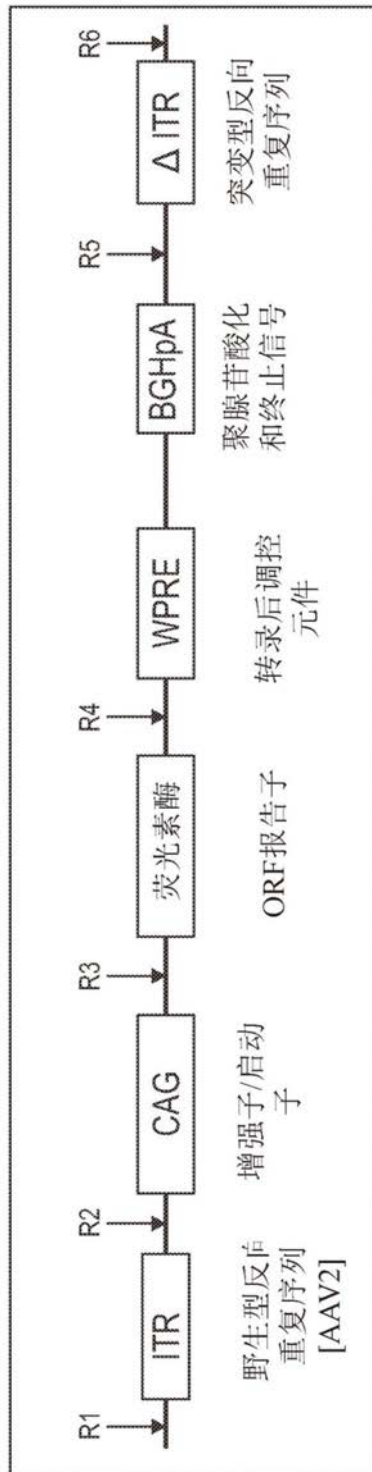 R1
R2
R3
R4
R5
R6
ITR
CAG
荧光素酶
WPRE
BGHpA
Δ ITR
野生型反向
重复序列
[AAV2]
增强子/启动
子
ORF报告子
转录后调控
元件
聚腺苷酸化
和终止信号
突变型反向
重复序列